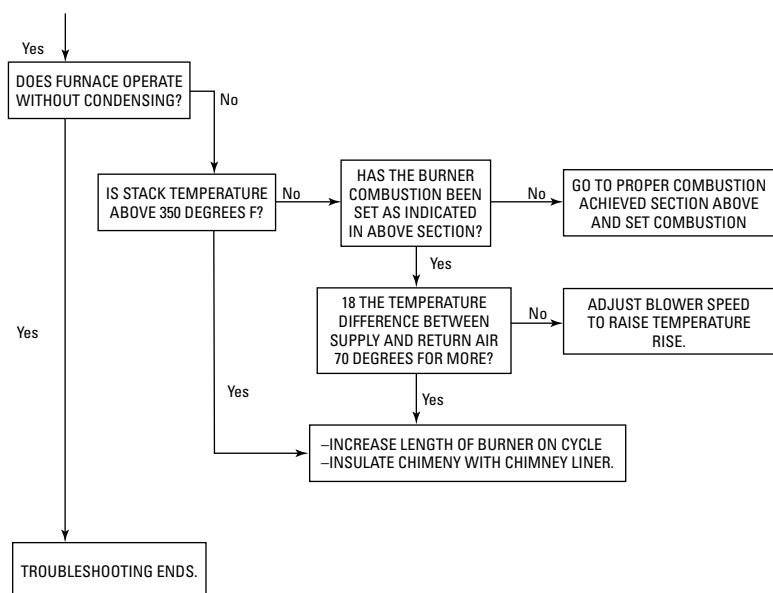 Yes
DOES FURNACE OPERATE
WITHOUT CONDENSING?
No
IS STACK TEMPERATURE
ABOVE 350 DEGREES F?
No
HAS THE BURNER
COMBUSTION BEEN
SET AS INDICATED
IN ABOVE SECTION?
No
GO TO PROPER COMBUSTION
ACHIEVED SECTION ABOVE
AND SET COMBUSTION
Yes
18 THE TEMPERATURE
DIFFERENCE BETWEEN
SUPPLY AND RETURN AIR
70 DEGREES FOR MORE?
No
ADJUST BLOWER SPEED
TO RAISE TEMPERATURE
RISE.
Yes
Yes
Yes
–INCREASE LENGTH OF BURNER ON CYCLE
–INSULATE CHIMENY WITH CHIMNEY LINER.
TROUBLESHOOTING ENDS.